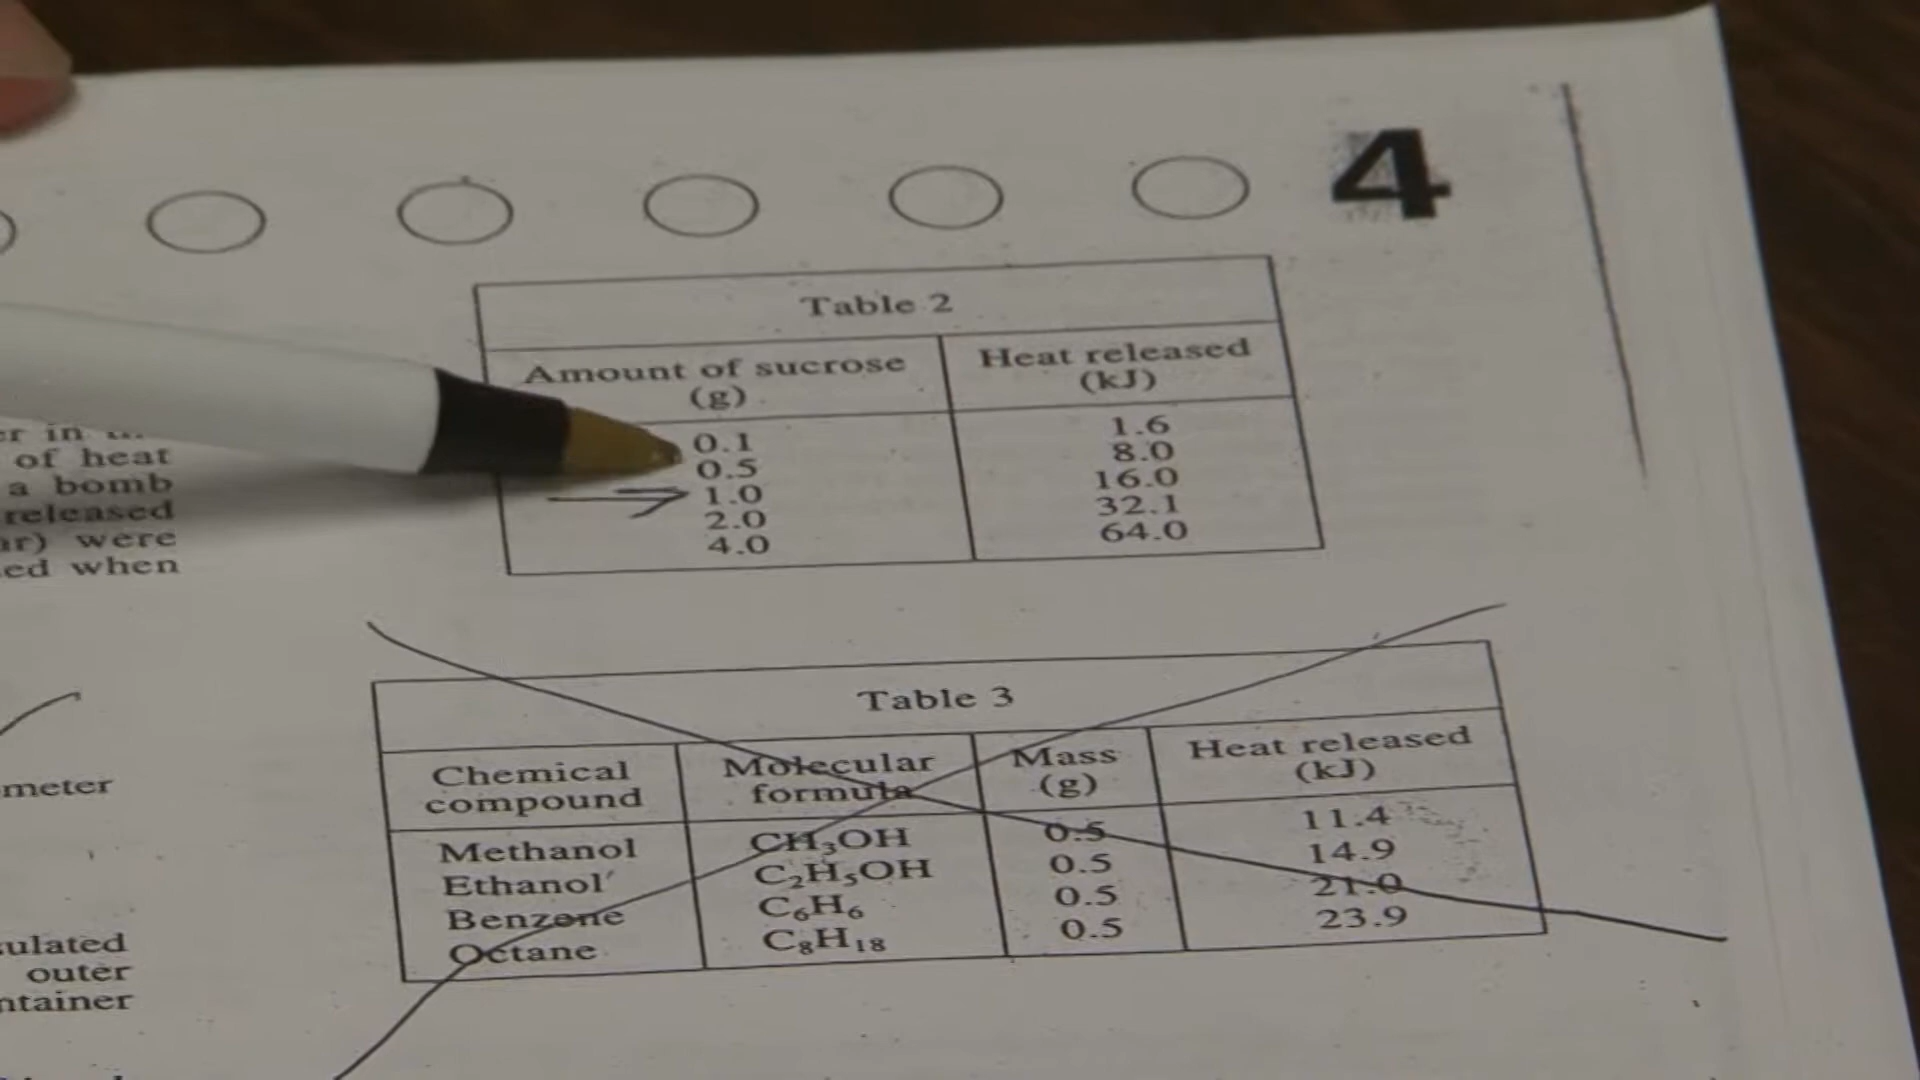 4
Table 2
Amount of sucrose
(g)
Heat released
(kJ)
0.1 1.6
0.5 8.0
1.0 16.0
2.0 32.1
4.0 64.0
er in
of heat
a bomb
released
ar) were
ed when
Table 3
Chemical
compound
Molecular
formula
Mass
(g)
Heat released
(kJ)
Methanol CH₃OH 0.5 11.4
Ethanol C₂H₅OH 0.5 14.9
Benzene C₆H₆ 0.5 21.0
Octane C₈H₁₈ 0.5 23.9
meter
ulated
outer
ntainer